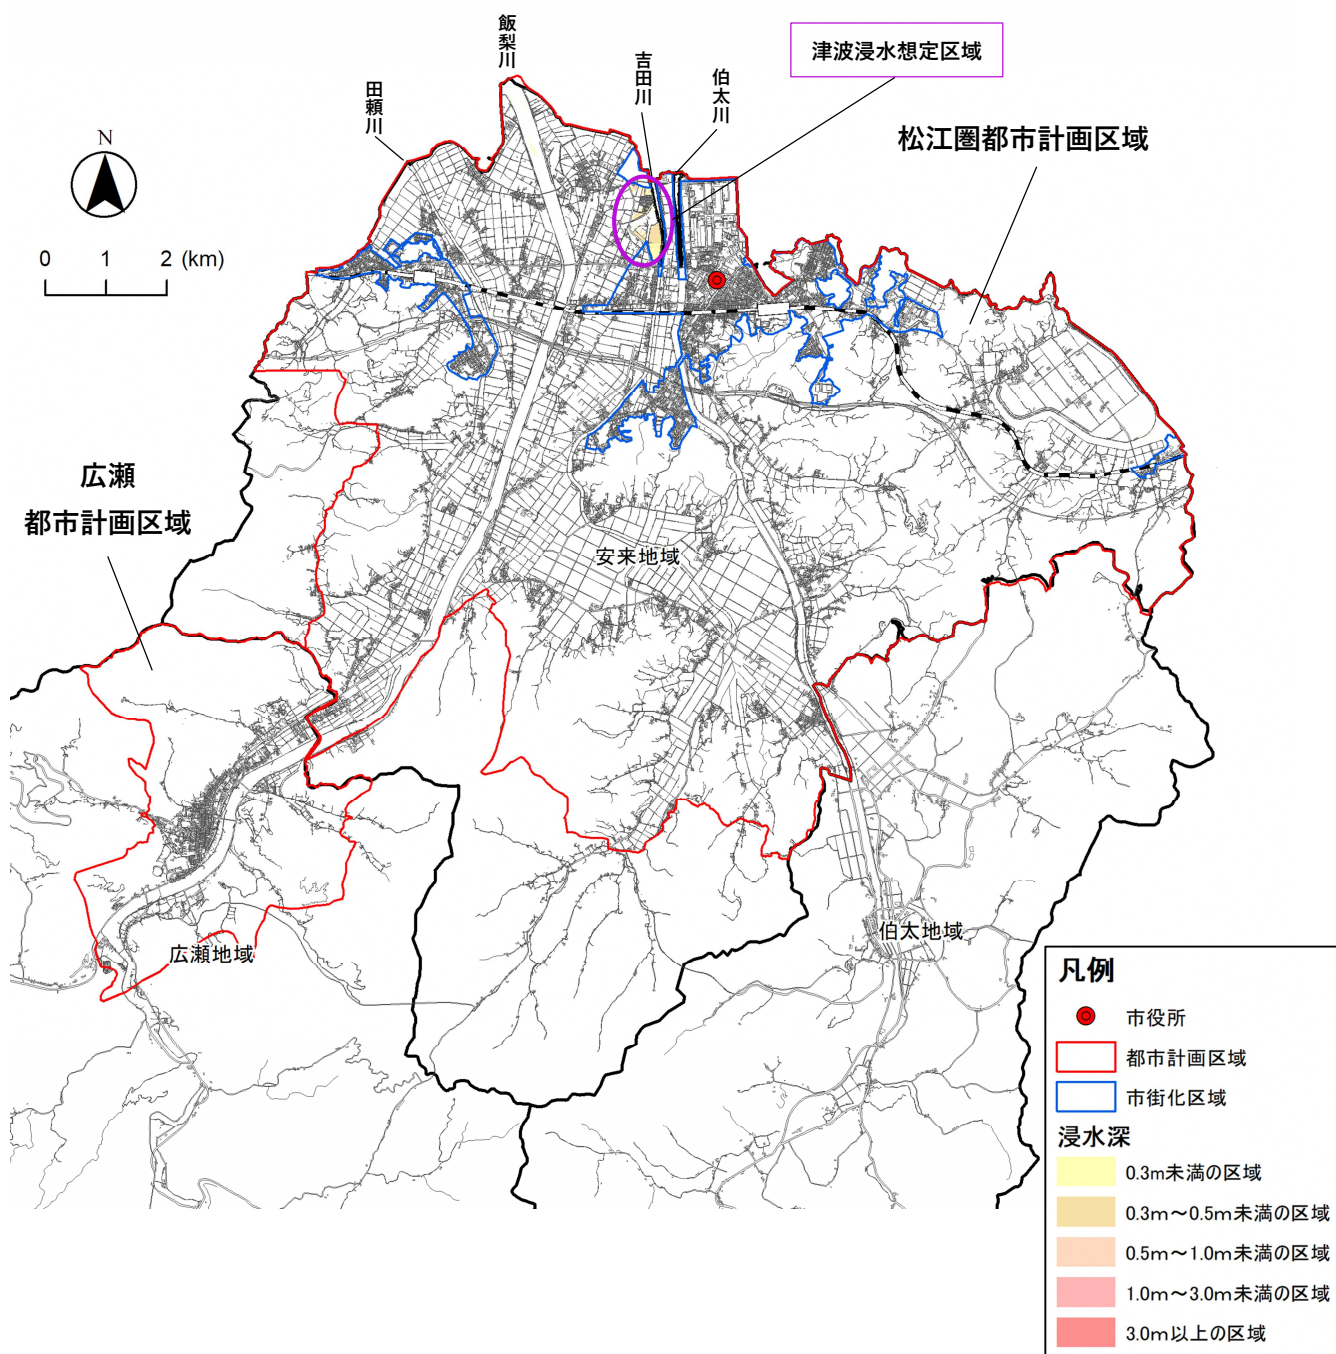 飯梨川
津波浸水想定区域
吉田川
伯太川
田頼川
松江圏都市計画区域
N
0 1 2 (km)
広瀬
都市計画区域
安来地域
広瀬地域
伯太地域
凡例
市役所
都市計画区域
市街化区域
浸水深
0.3m未満の区域
0.3m～0.5m未満の区域
0.5m～1.0m未満の区域
1.0m～3.0m未満の区域
3.0m以上の区域